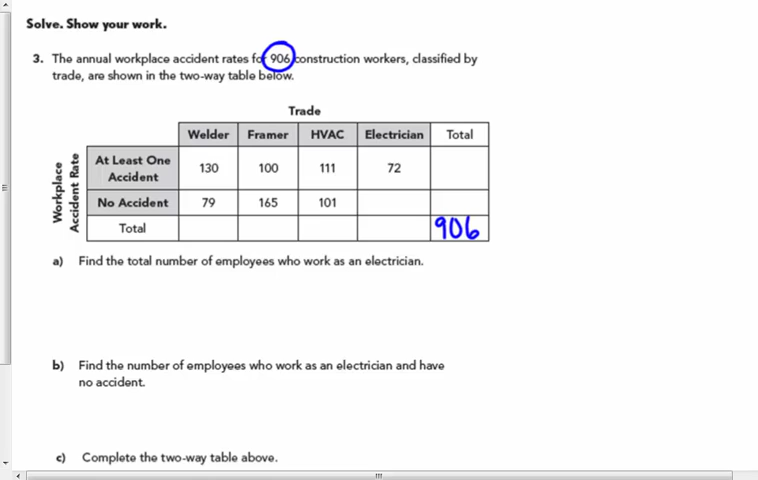 Solve. Show your work.
3. The annual workplace accident rates for 906 construction workers, classified by
trade, are shown in the two-way table below.
Trade
Welder Framer HVAC Electrician Total
Workplace
Accident Rate
At Least One
Accident 130 100 111 72
No Accident 79 165 101
Total 906
a) Find the total number of employees who work as an electrician.
b) Find the number of employees who work as an electrician and have
no accident.
c) Complete the two-way table above.